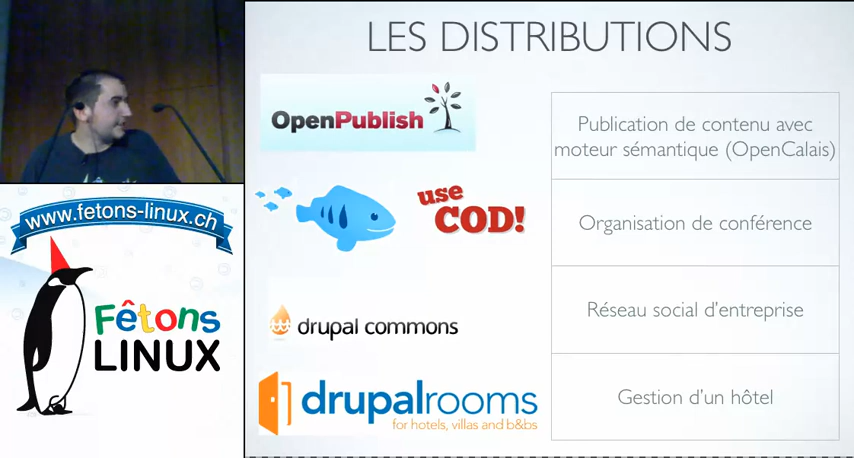 LES DISTRIBUTIONS
OpenPublish
Publication de contenu avec
moteur sémantique (OpenCalais)
use
COD!
Organisation de conférence
drupal commons
Réseau social d'entreprise
drupalrooms
for hotels, villas and b&bs
Gestion d'un hôtel
www.fetons-linux.ch
Fêtons
LINUX